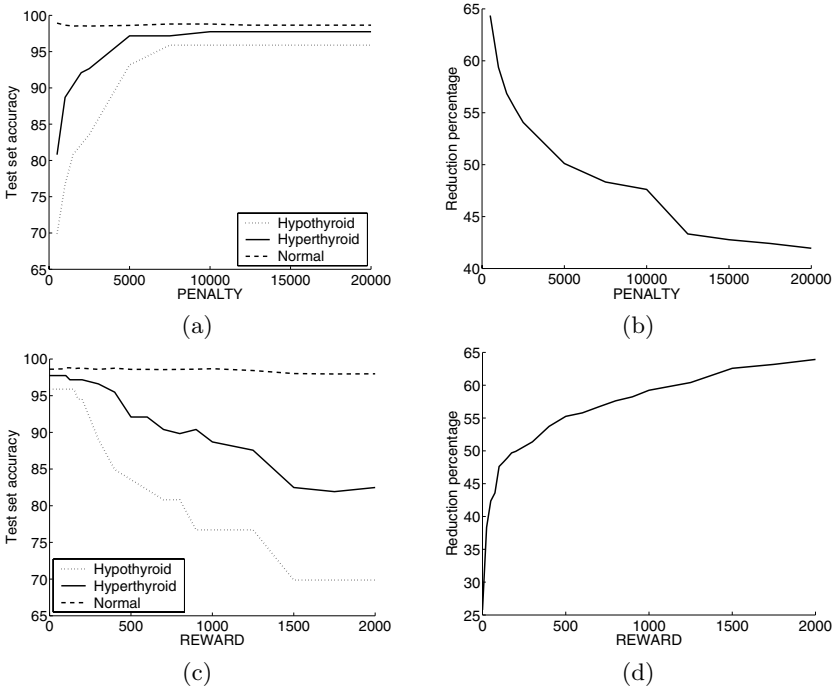 100
95
90
85
80
75
70
65
0
5000
10000
15000
20000
Test set accuracy
PENALTY
Hypothyroid
Hyperthyroid
Normal
(a)
65
60
55
50
45
40
0
5000
10000
15000
20000
Reduction percentage
PENALTY
(b)
100
95
90
85
80
75
70
65
0
500
1000
1500
2000
Test set accuracy
REWARD
Hypothyroid
Hyperthyroid
Normal
(c)
65
60
55
50
45
40
35
30
25
0
500
1000
1500
2000
Reduction percentage
REWARD
(d)